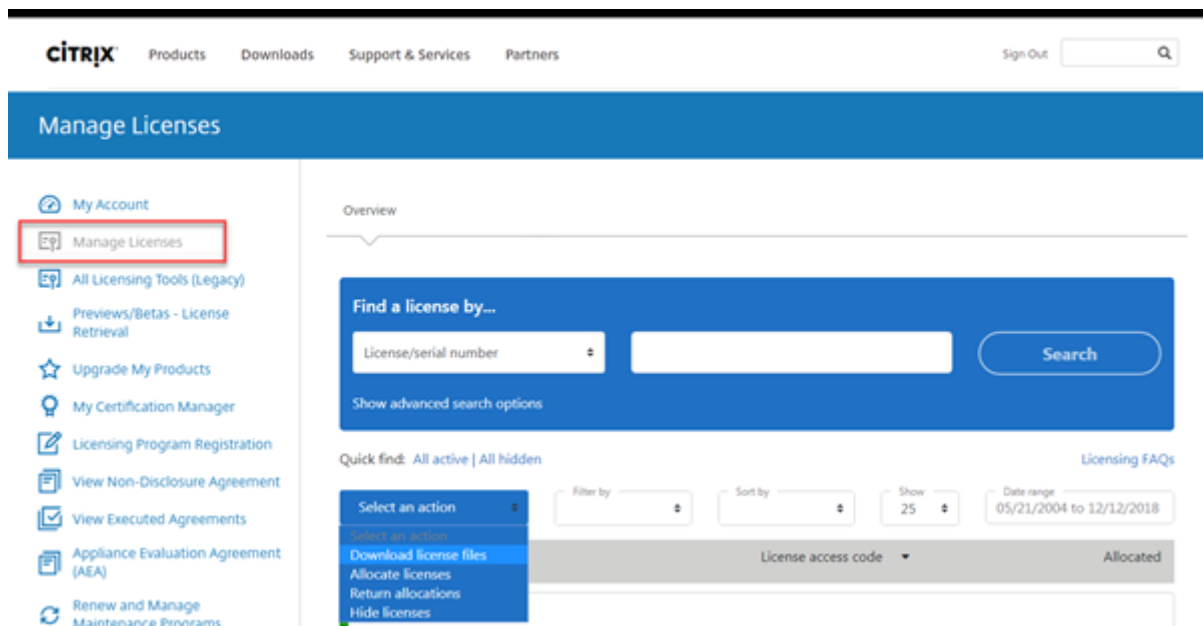 CİTRIX Products Downloads Support & Services Partners Sign Out
Manage Licenses
My Account
Manage Licenses
All Licensing Tools (Legacy)
Previews/Betas - License
Retrieval
Upgrade My Products
My Certification Manager
Licensing Program Registration
View Non-Disclosure Agreement
View Executed Agreements
Appliance Evaluation Agreement
(AEA)
Renew and Manage
Maintenance Programs
Overview
Find a license by...
License/serial number
Search
Show advanced search options
Quick find: All active | All hidden
Licensing FAQs
Select an action
Filter by
Sort by
Show
25
Date range
05/21/2004 to 12/12/2018
Select an action
Download license files
Allocate licenses
Return allocations
Hide licenses
License access code
Allocated